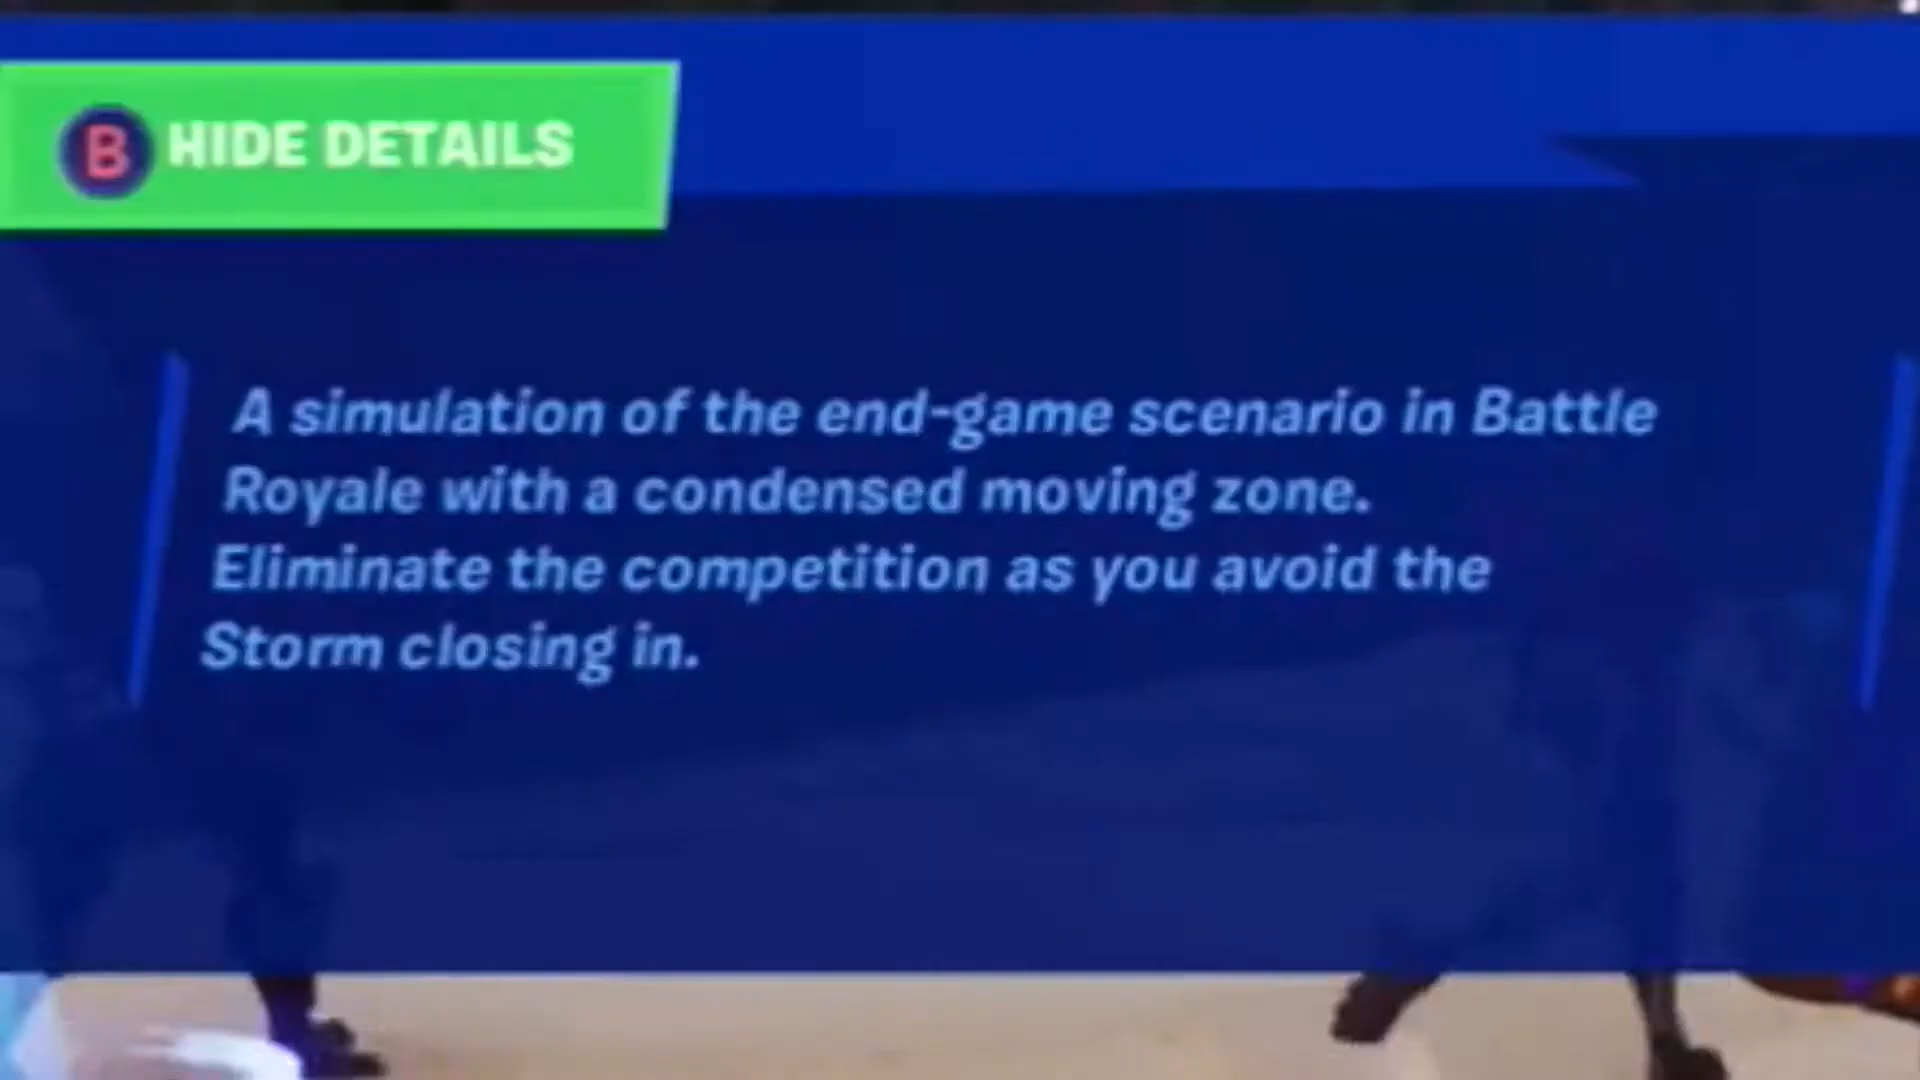 B HIDE DETAILS
A simulation of the end-game scenario in Battle
Royale with a condensed moving zone.
Eliminate the competition as you avoid the
Storm closing in.